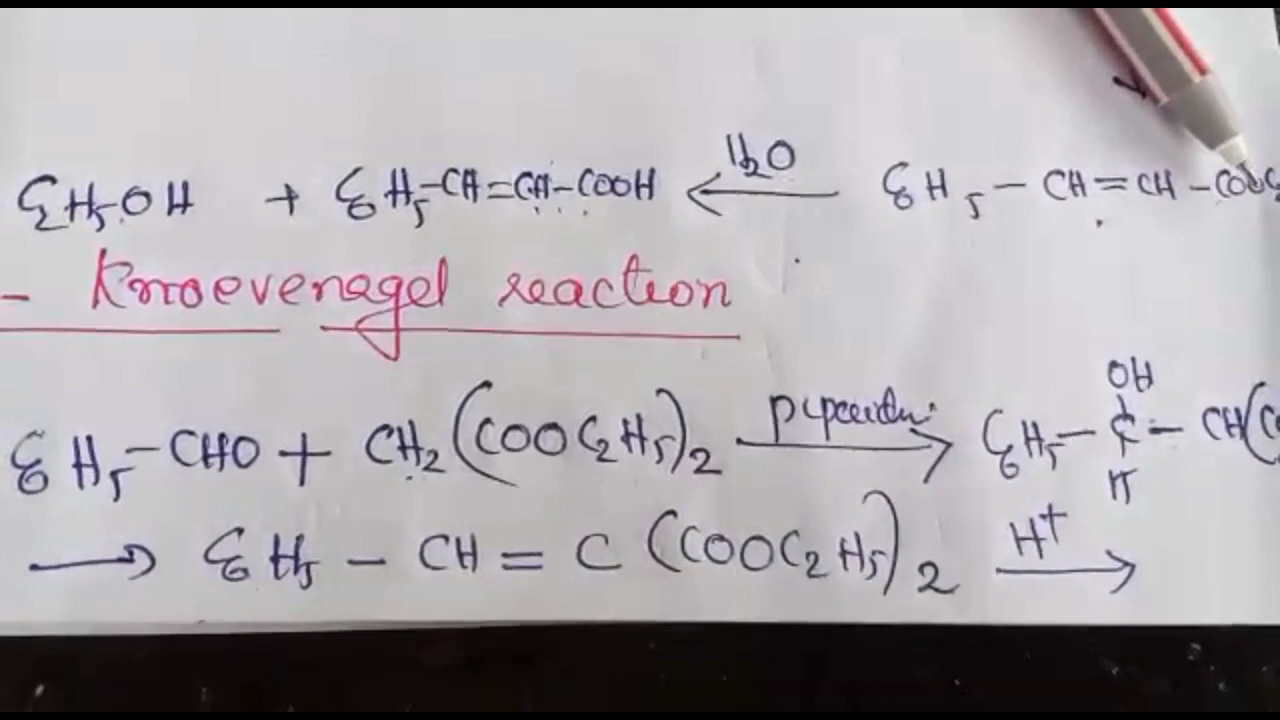 H2O
C2H5OH + C6H5-CH=CH-COOH ← C6H5-CH=CH-COOC
- Knoevenagel reaction
C6H5-CHO + CH2(COOC2H5)2 → C6H5-C(OH)(H)-CH(C
→ C6H5-CH=C(COOC2H5)2 H+ →